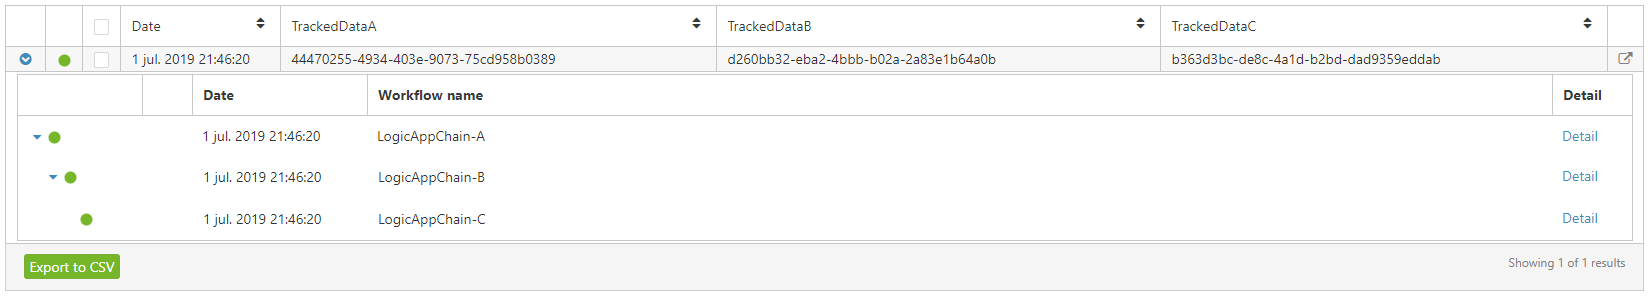 Date TrackedDataA TrackedDataB TrackedDataC
1 jul. 2019 21:46:20 44470255-4934-403e-9073-75cd958b0389 d260bb32-eba2-4bbb-b02a-2a83e1b64a0b b363d3bc-de8c-4a1d-b2bd-dad9359eddab
Date Workflow name Detail
1 jul. 2019 21:46:20 LogicAppChain-A Detail
1 jul. 2019 21:46:20 LogicAppChain-B Detail
1 jul. 2019 21:46:20 LogicAppChain-C Detail
Export to CSV Showing 1 of 1 results